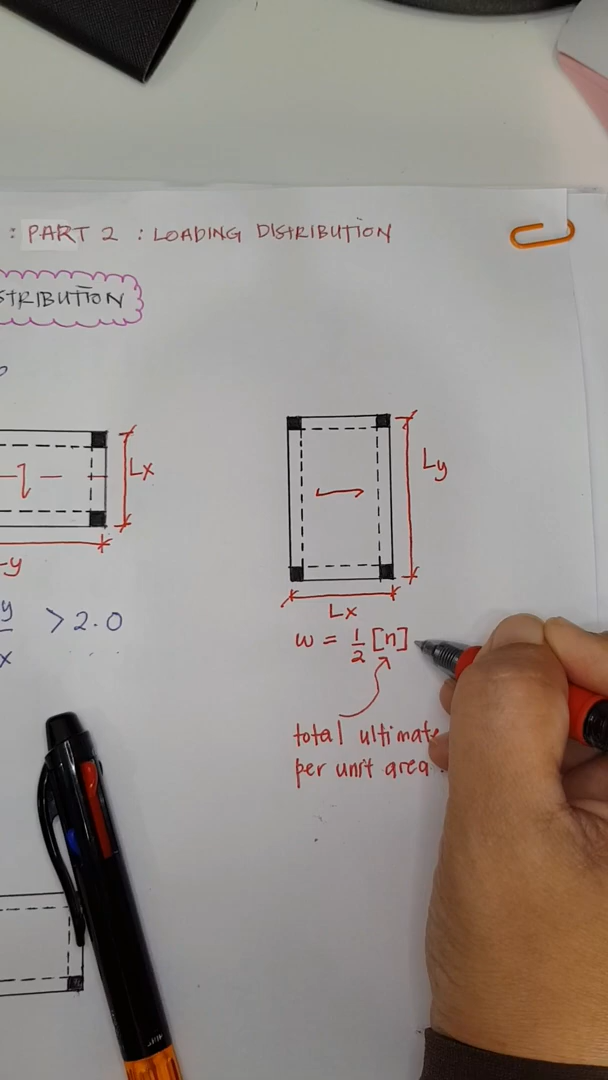 : PART 2 : LOADING DISTRIBUTION
STRIBUTION
Lx
Ly
-y
Lx
y
x
> 2.0
w = 1/2 [n]
total ultimate
per unit area